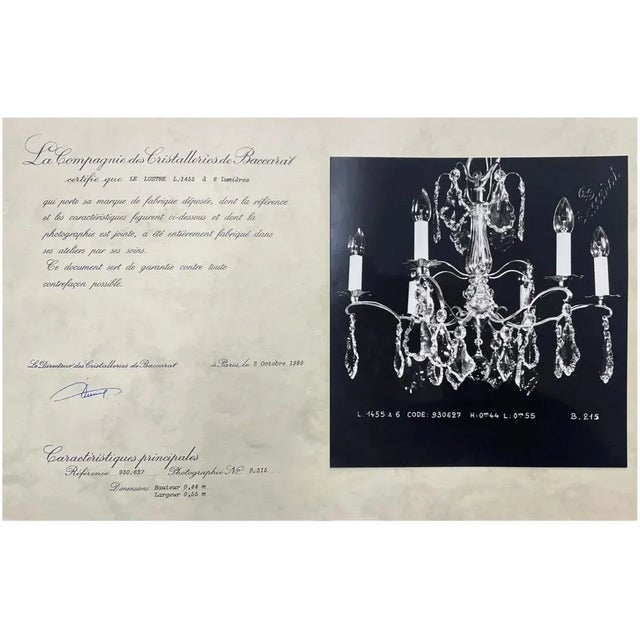 La Compagnie des Cristalleries de Baccarat
certifie que LE LUSTRE L.1455 à 6 lumières
qui porte sa marque de fabrique déposée, dont la référence
et les caractéristiques figurent ci-dessous et dont la
photographie est jointe, a été entièrement fabriqué dans
ses ateliers par ses soins.
Ce document sert de garantie contre toute
contrefaçon possible.
Le Directeur des Cristalleries de Baccarat à Paris, le 2 Octobre 1989
Caractéristiques principales
Référence 930.627 Photographie No B.215
Dimensions Hauteur 0,44 m
Largeur 0,55 m
L.1455 A 6 CODE: 930627 H:0m44 L:0m55 B.215